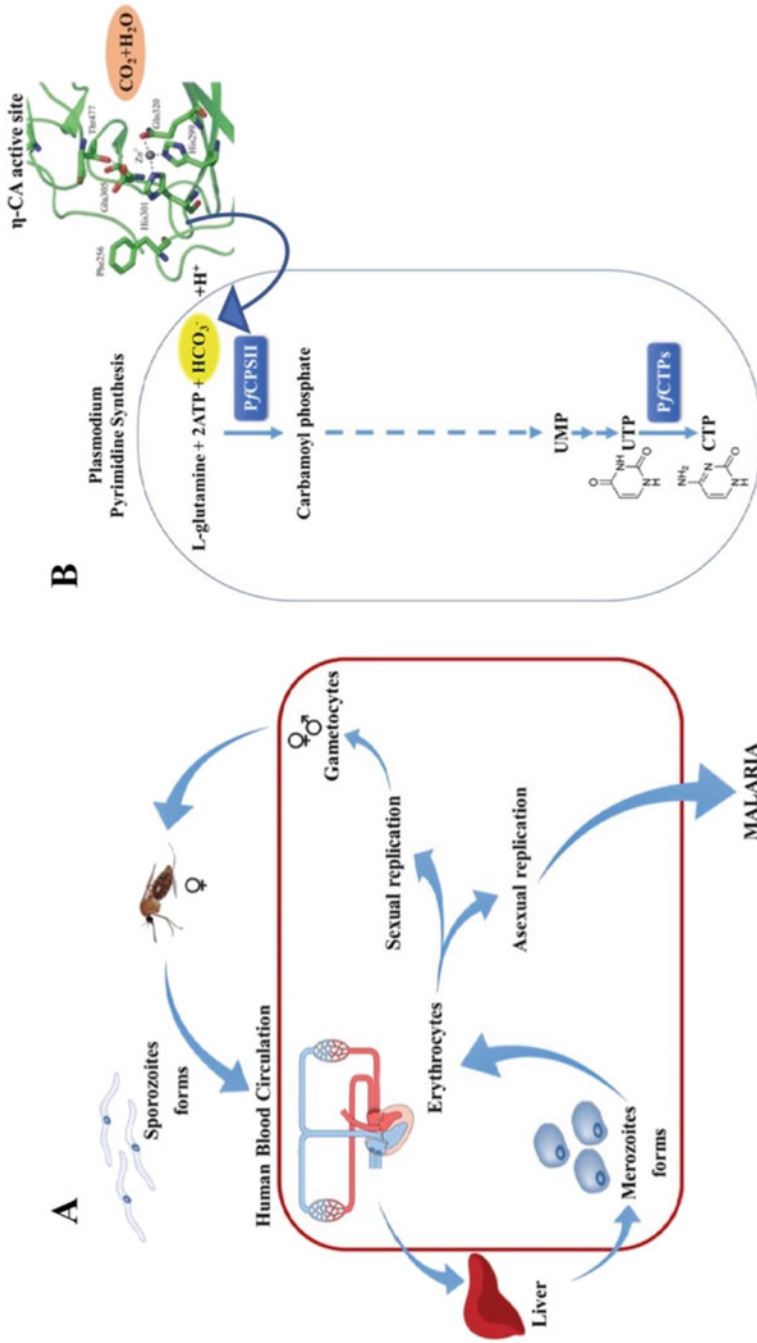 A
Sporozoites
forms
♀
Human Blood Circulation
Liver
Merozoites
forms
Erythrocytes
Sexual replication
Asexual replication
♀♂
Gametocytes
MALARIA
B
Plasmodium
Pyrimidine Synthesis
η-CA active site
Phe256
Glu305
Thr477
His301
Zn²⁺
Glu320
His299
CO₂+H₂O
L-glutamine + 2ATP + HCO₃⁻ +H⁺
PfCPSII
Carbamoyl phosphate
UMP
UTP
PfCTPs
CTP
O
NH
N
H
O
NH₂
N
N
H
O